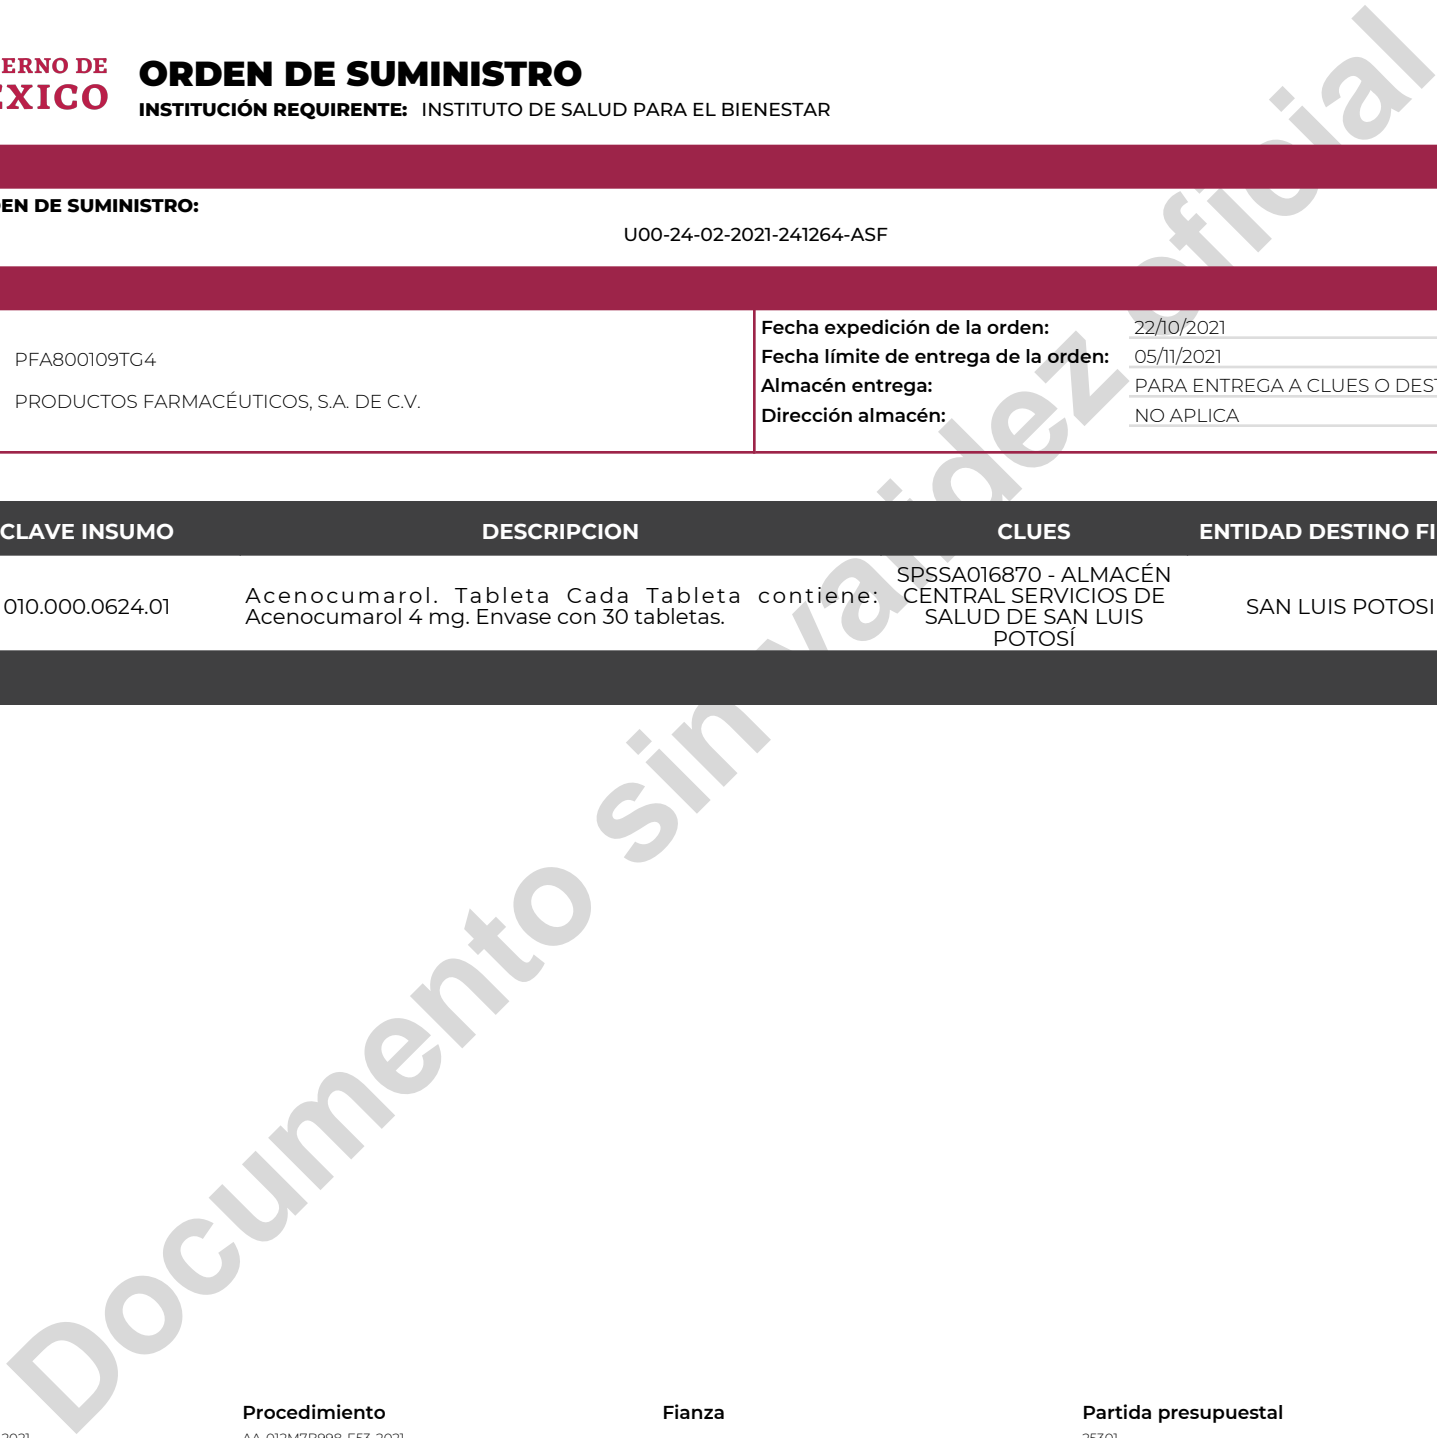 ERNO DE
ÉXICO
ORDEN DE SUMINISTRO
INSTITUCIÓN REQUIRENTE: INSTITUTO DE SALUD PARA EL BIENESTAR
EN DE SUMINISTRO:
U00-24-02-2021-241264-ASF
PFA800109TG4
PRODUCTOS FARMACÉUTICOS, S.A. DE C.V.
Fecha expedición de la orden: 22/10/2021
Fecha límite de entrega de la orden: 05/11/2021
Almacén entrega: PARA ENTREGA A CLUES O DEST
Dirección almacén: NO APLICA
CLAVE INSUMO DESCRIPCION CLUES ENTIDAD DESTINO FI
010.000.0624.01
Acenocumarol. Tableta Cada Tableta contiene:
Acenocumarol 4 mg. Envase con 30 tabletas.
SPSSA016870 - ALMACÉN
CENTRAL SERVICIOS DE
SALUD DE SAN LUIS
POTOSÍ
SAN LUIS POTOSI
Documento sin validez oficial
Procedimiento Fianza Partida presupuestal